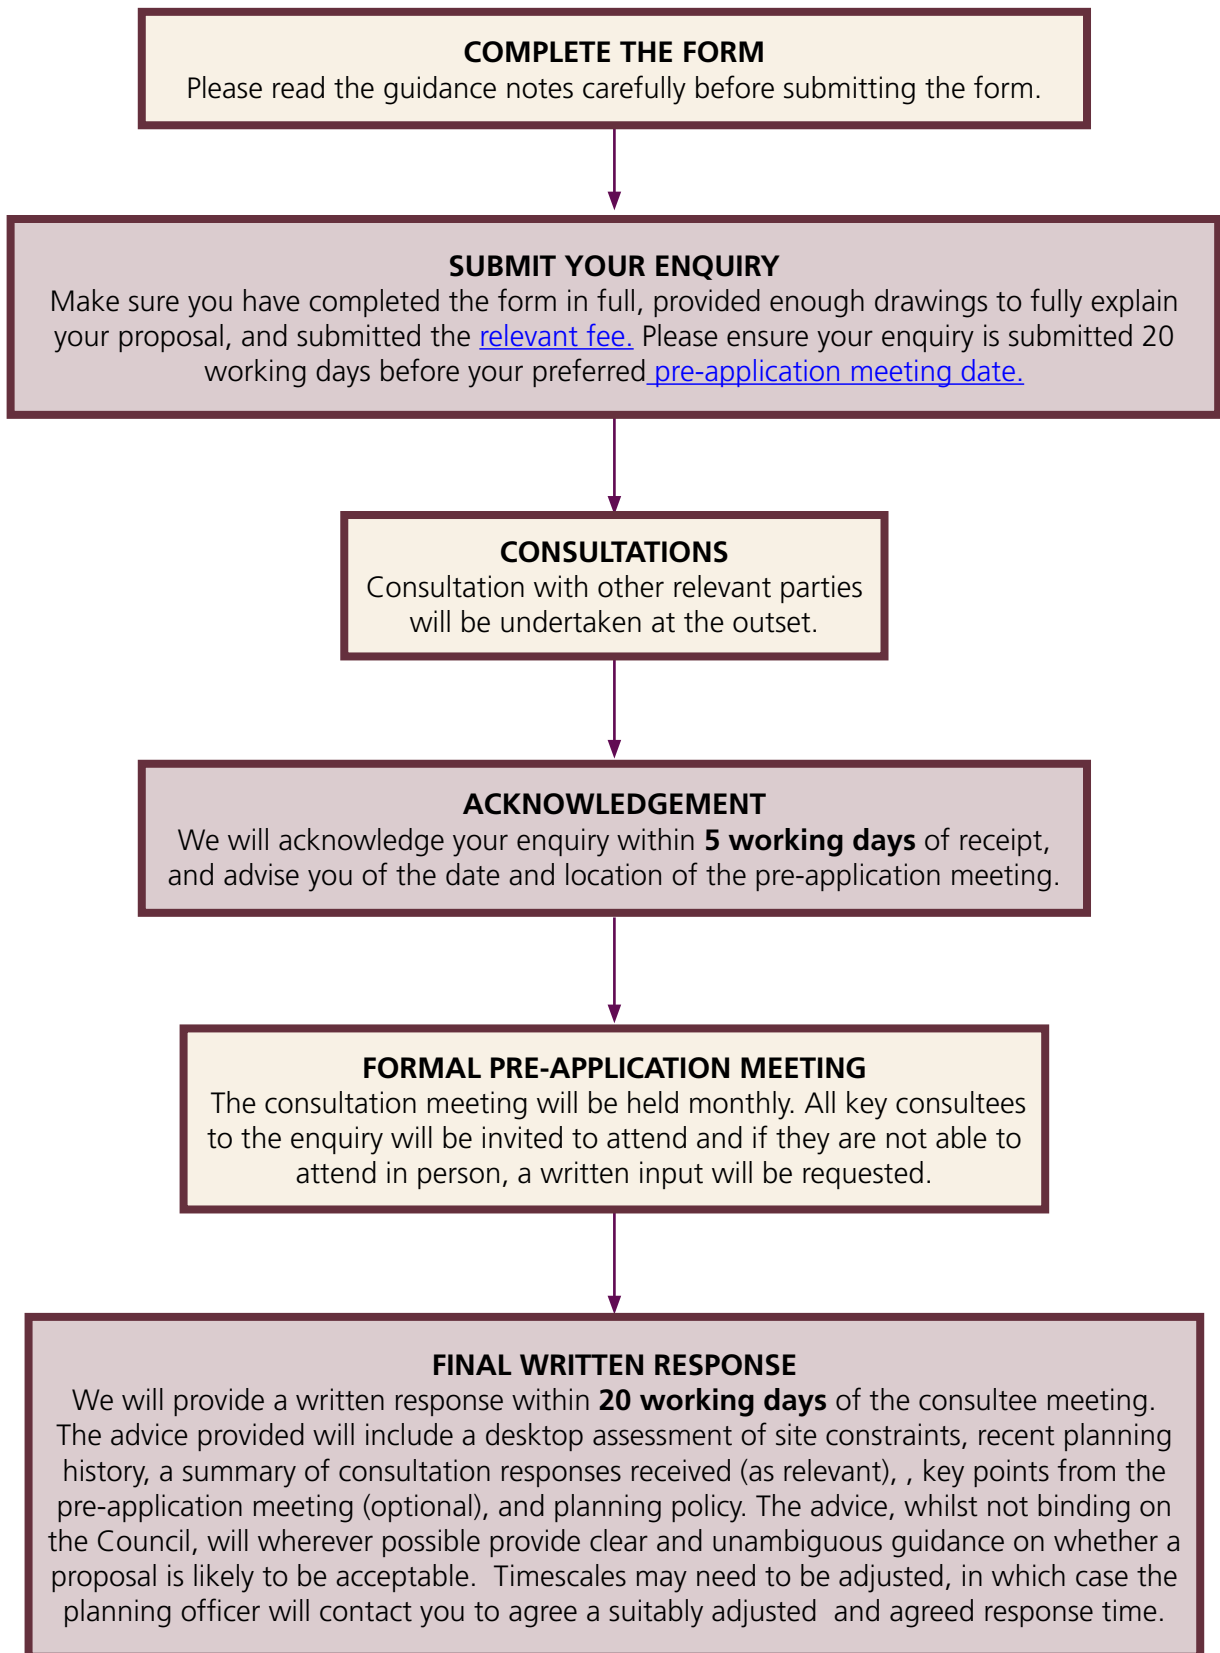 COMPLETE THE FORM
Please read the guidance notes carefully before submitting the form.
SUBMIT YOUR ENQUIRY
Make sure you have completed the form in full, provided enough drawings to fully explain
your proposal, and submitted the relevant fee. Please ensure your enquiry is submitted 20
working days before your preferred pre-application meeting date.
CONSULTATIONS
Consultation with other relevant parties
will be undertaken at the outset.
ACKNOWLEDGEMENT
We will acknowledge your enquiry within 5 working days of receipt,
and advise you of the date and location of the pre-application meeting.
FORMAL PRE-APPLICATION MEETING
The consultation meeting will be held monthly. All key consultees
to the enquiry will be invited to attend and if they are not able to
attend in person, a written input will be requested.
FINAL WRITTEN RESPONSE
We will provide a written response within 20 working days of the consultee meeting.
The advice provided will include a desktop assessment of site constraints, recent planning
history, a summary of consultation responses received (as relevant), , key points from the
pre-application meeting (optional), and planning policy. The advice, whilst not binding on
the Council, will wherever possible provide clear and unambiguous guidance on whether a
proposal is likely to be acceptable.  Timescales may need to be adjusted, in which case the
planning officer will contact you to agree a suitably adjusted  and agreed response time.